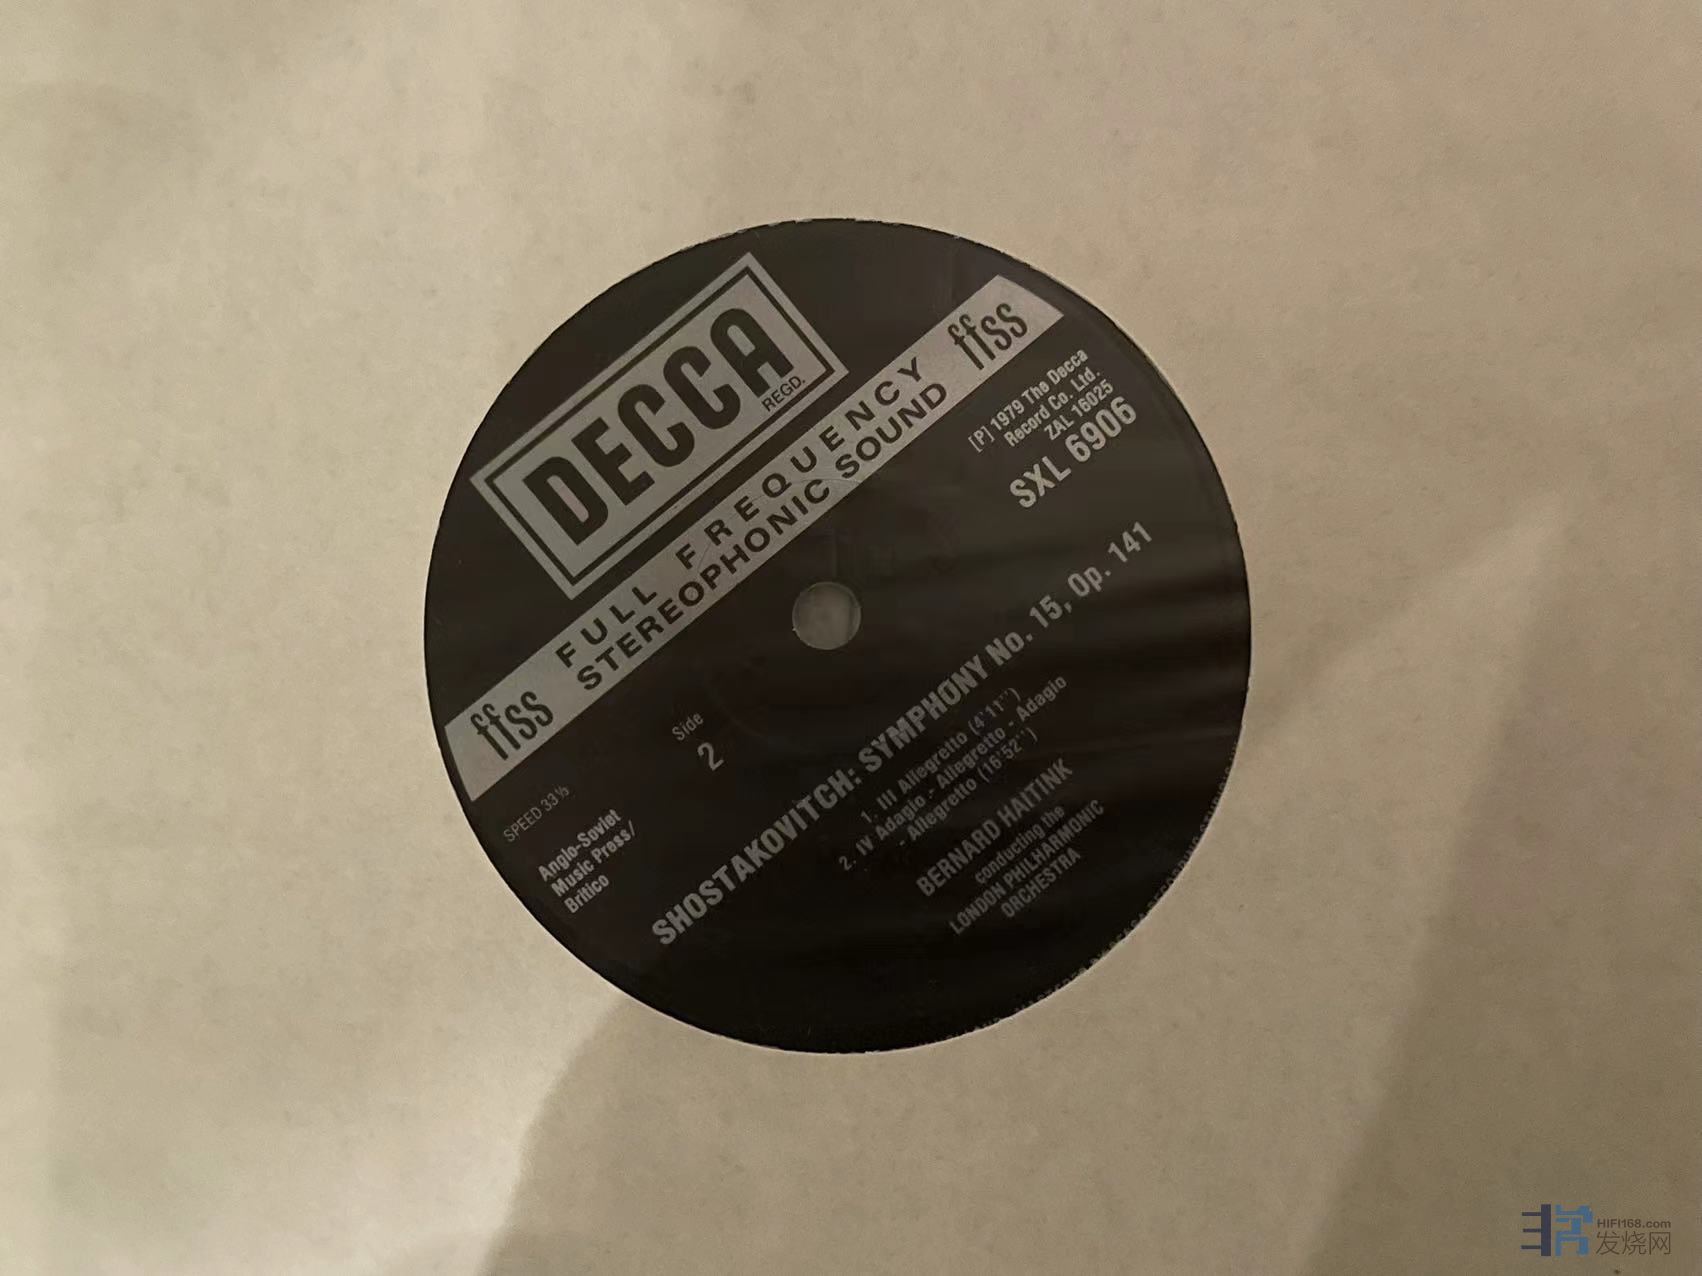 DECCA
REGD.
ffss
FULL FREQUENCY
STEREOPHONIC SOUND
ffss
[P] 1979 The Decca
Record Co. Ltd.
ZAL 16025
SXL 6906
Side
2
SPEED 33⅓
Anglo-Soviet
Music Press/
Britico
SHOSTAKOVITCH: SYMPHONY No. 15, Op. 141
1. III Allegretto (4'11")
2. IV Adagio - Allegretto - Adagio
- Allegretto (16'52")
BERNARD HAITINK
conducting the
LONDON PHILHARMONIC
ORCHESTRA
HIFI168.com
发烧网